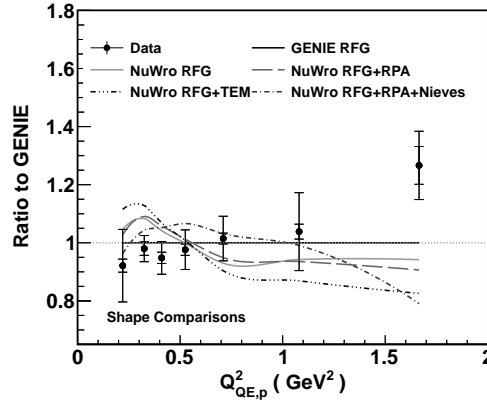 1.8
1.6
1.4
1.2
1
0.8
Ratio to GENIE
Data
GENIE RFG
NuWro RFG
NuWro RFG+RPA
NuWro RFG+TEM
NuWro RFG+RPA+Nieves
Shape Comparisons
0 0.5 1 1.5 2
Q²QE,p ( GeV² )